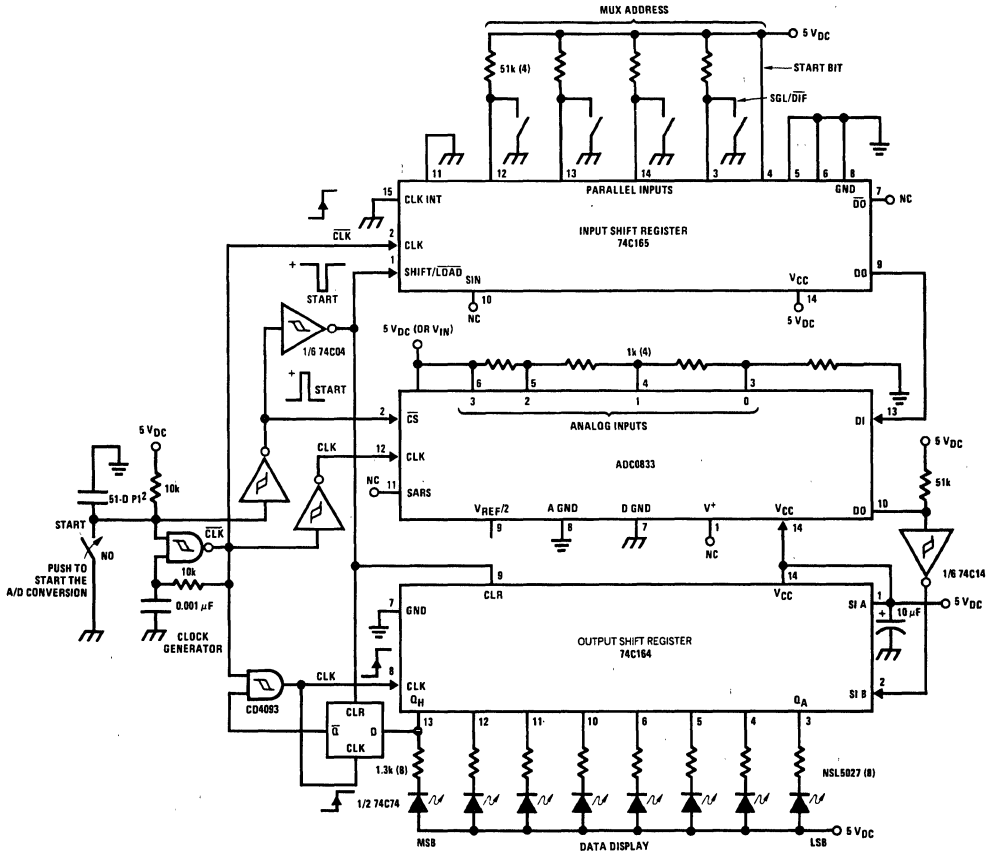 MUX ADDRESS
5 VDC
51k (4)
START BIT
SGL/DIF
11
12
13
14
3
4
5
6
8
PARALLEL INPUTS
GND
15
CLK INT
DO
7
NC
INPUT SHIFT REGISTER
74C165
CLK
2
CLK
1
SHIFT/LOAD
SIN
VCC
DO
9
+
START
10
NC
14
5 VDC
1/6 74C04
5 VDC (OR VIN)
1k (4)
+
START
6
5
4
3
3
2
1
0
2
CS
ANALOG INPUTS
DI
13
5 VDC
CLK
12
CLK
ADC0833
5 VDC
10k
51-D P1²
NC
11
SARS
51k
VREF/2
A GND
D GND
V+
VCC
DO
10
9
8
7
1
14
NC
START
NO
CLK
PUSH TO
START THE
A/D CONVERSION
10k
0.001 µF
CLOCK
GENERATOR
1/6 74C14
9
CLR
14
VCC
7
GND
SI A
1
5 VDC
+
10 µF
OUTPUT SHIFT REGISTER
74C164
CLK
8
CLK
SI B
2
CD4093
QH
QA
CLR
Q
D
CLK
13
12
11
10
6
5
4
3
1.3k (8)
NSL5027 (8)
1/2 74C74
MSB
DATA DISPLAY
LSB
5 VDC